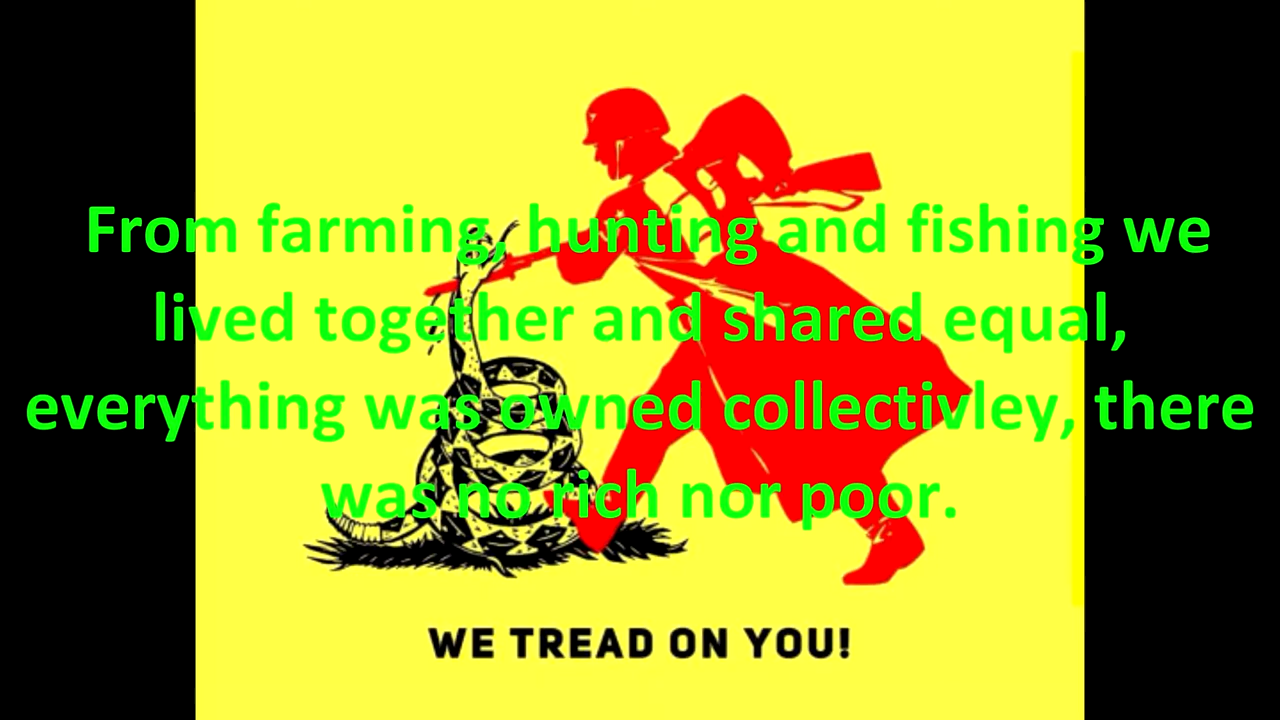 From farming, hunting and fishing we
lived together and shared equal,
everything was owned collectivley, there
was no rich nor poor.
WE TREAD ON YOU!